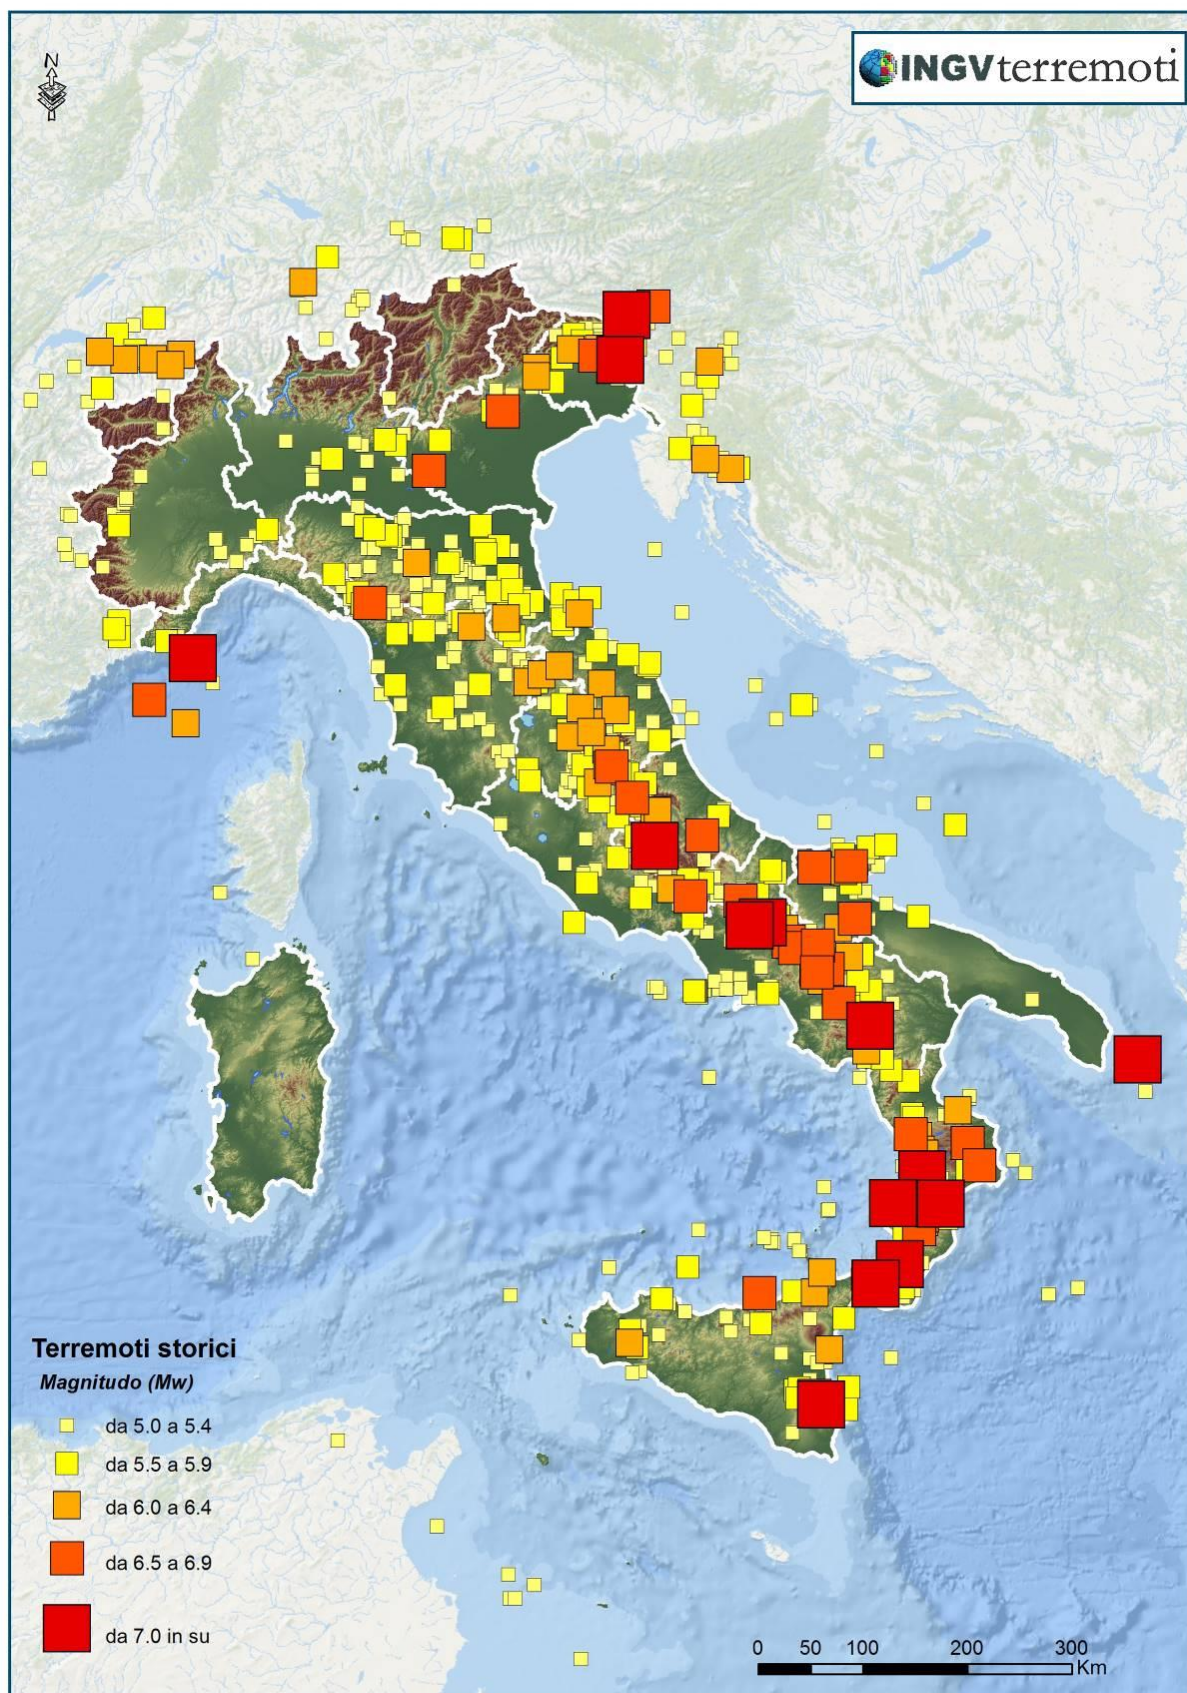 N
INGVterremoti
Terremoti storici
Magnitudo (Mw)
da 5.0 a 5.4
da 5.5 a 5.9
da 6.0 a 6.4
da 6.5 a 6.9
da 7.0 in su
0 50 100 200 300
Km